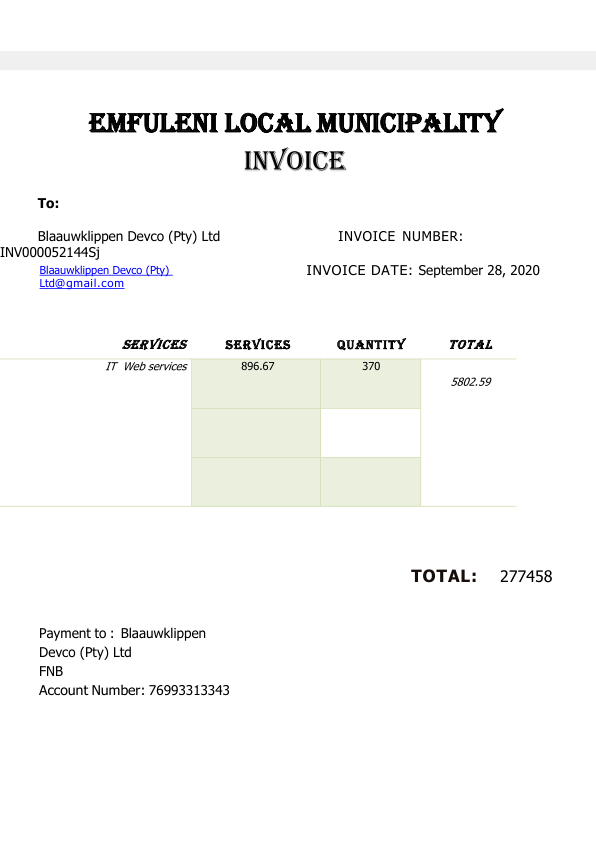 EMFULENI LOCAL MUNICIPALITY
INVOICE
To:
Blaauwklippen Devco (Pty) Ltd INVOICE NUMBER:
INV000052144Sj
Blaauwklippen Devco (Pty)
Ltd@gmail.com
INVOICE DATE: September 28, 2020
SERVICES SERVICES QUANTITY TOTAL
IT Web services 896.67 370
5802.59
TOTAL: 277458
Payment to : Blaauwklippen
Devco (Pty) Ltd
FNB
Account Number: 76993313343